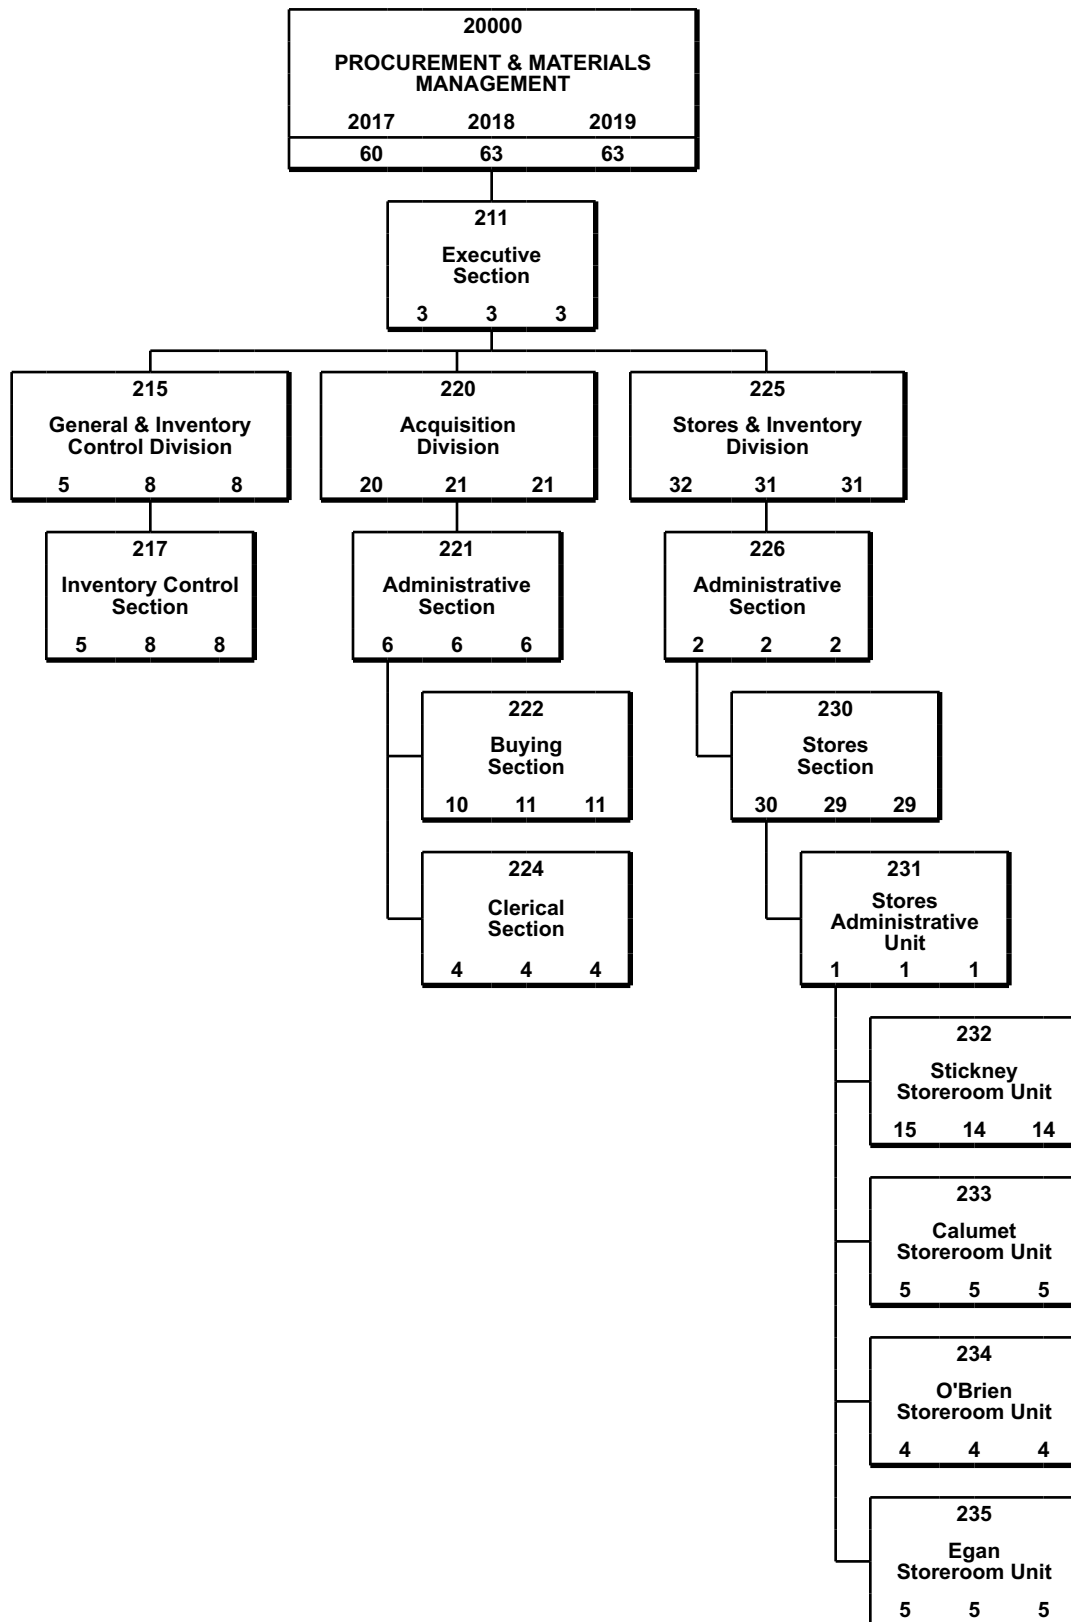 20000
PROCUREMENT & MATERIALS
MANAGEMENT
2017 2018 2019
60 63 63
211
Executive
Section
3 3 3
215
General & Inventory
Control Division
5 8 8
220
Acquisition
Division
20 21 21
225
Stores & Inventory
Division
32 31 31
217
Inventory Control
Section
5 8 8
221
Administrative
Section
6 6 6
226
Administrative
Section
2 2 2
222
Buying
Section
10 11 11
230
Stores
Section
30 29 29
224
Clerical
Section
4 4 4
231
Stores
Administrative
Unit
1 1 1
232
Stickney
Storeroom Unit
15 14 14
233
Calumet
Storeroom Unit
5 5 5
234
O'Brien
Storeroom Unit
4 4 4
235
Egan
Storeroom Unit
5 5 5